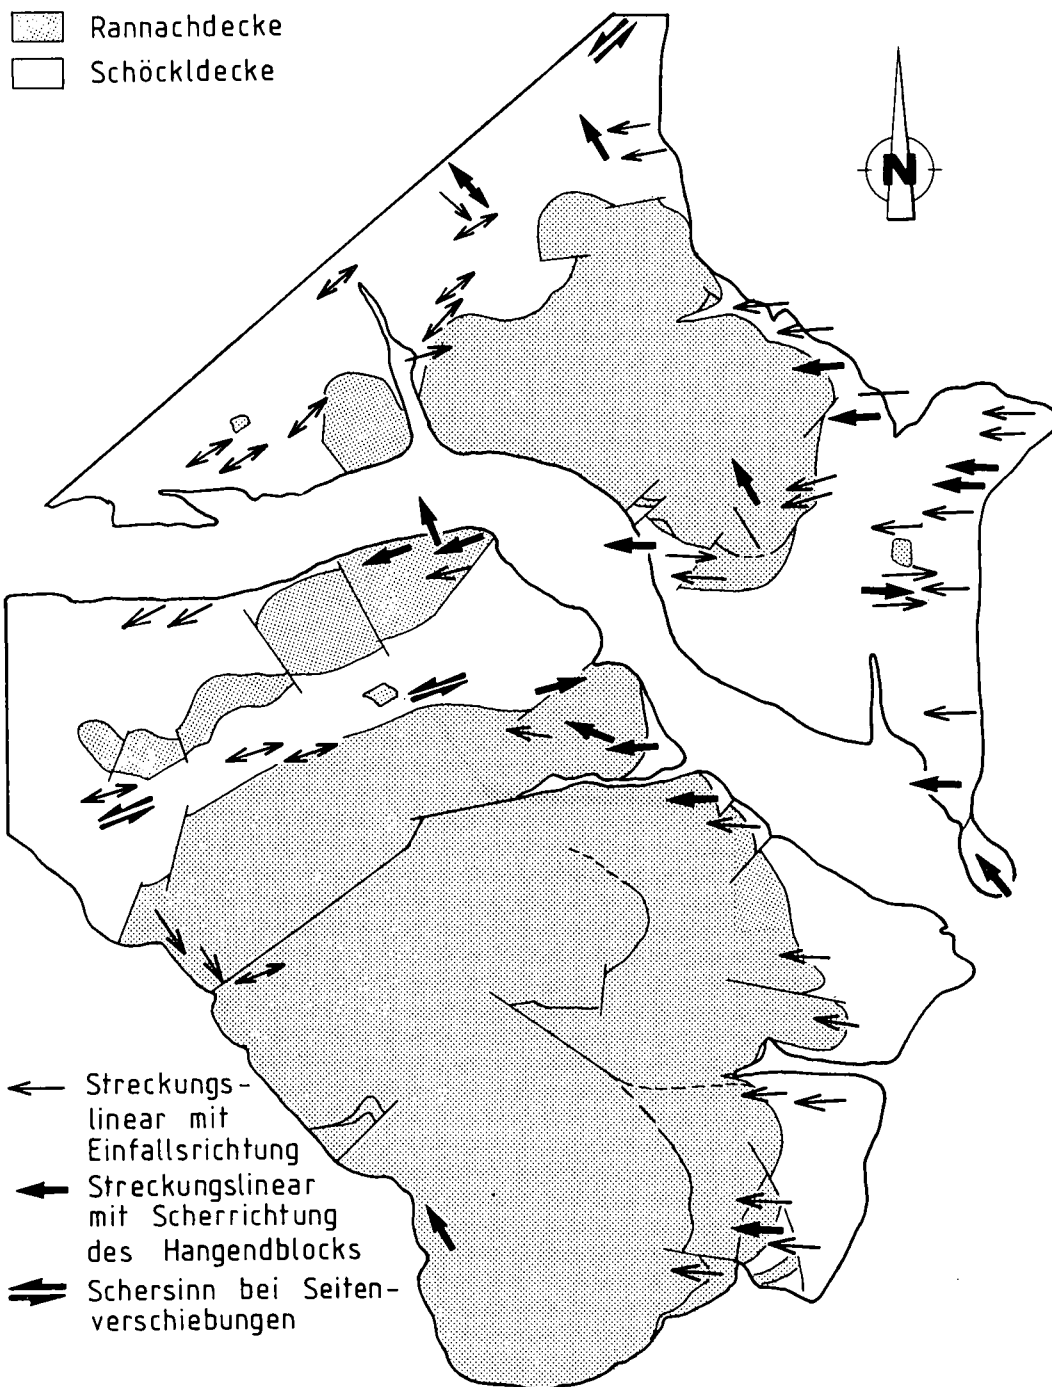 Rannachdecke
Schöckldecke
N
Streckungs-
linear mit
Einfallsrichtung
Streckungslinear
mit Scherrichtung
des Hangendblocks
Schersinn bei Seiten-
verschiebungen